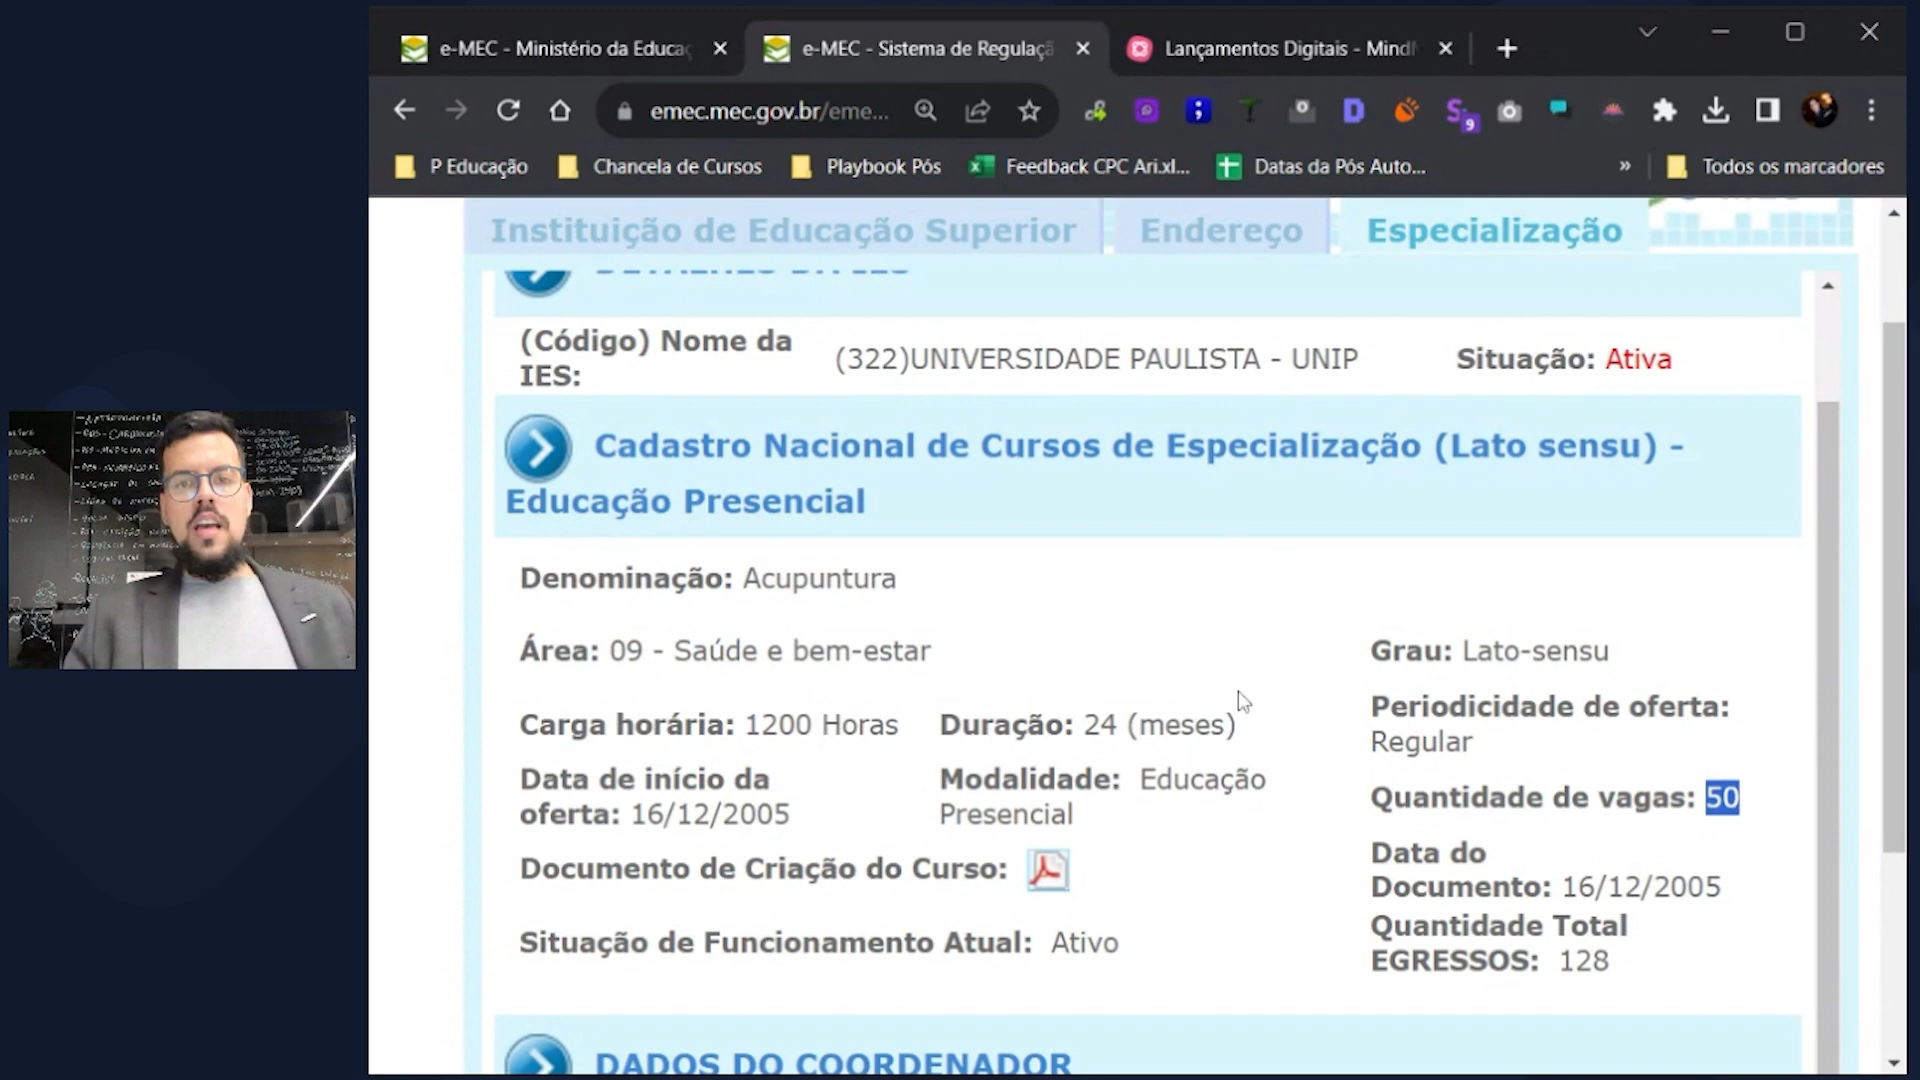 e-MEC - Ministério da Educaç
e-MEC - Sistema de Regulaçã
Lançamentos Digitais - Mind
emec.mec.gov.br/eme...
P Educação
Chancela de Cursos
Playbook Pós
Feedback CPC Ari.xl...
Datas da Pós Auto...
»
Todos os marcadores
Instituição de Educação Superior
Endereço
Especialização
DETALHES DA IES
(Código) Nome da
IES:
(322)UNIVERSIDADE PAULISTA - UNIP
Situação: Ativa
Cadastro Nacional de Cursos de Especialização (Lato sensu) -
Educação Presencial
Denominação: Acupuntura
Área: 09 - Saúde e bem-estar
Grau: Lato-sensu
Carga horária: 1200 Horas
Duração: 24 (meses)
Periodicidade de oferta:
Regular
Data de início da
oferta: 16/12/2005
Modalidade: Educação
Presencial
Quantidade de vagas: 50
Documento de Criação do Curso:
Data do
Documento: 16/12/2005
Situação de Funcionamento Atual: Ativo
Quantidade Total
EGRESSOS: 128
DADOS DO COORDENADOR